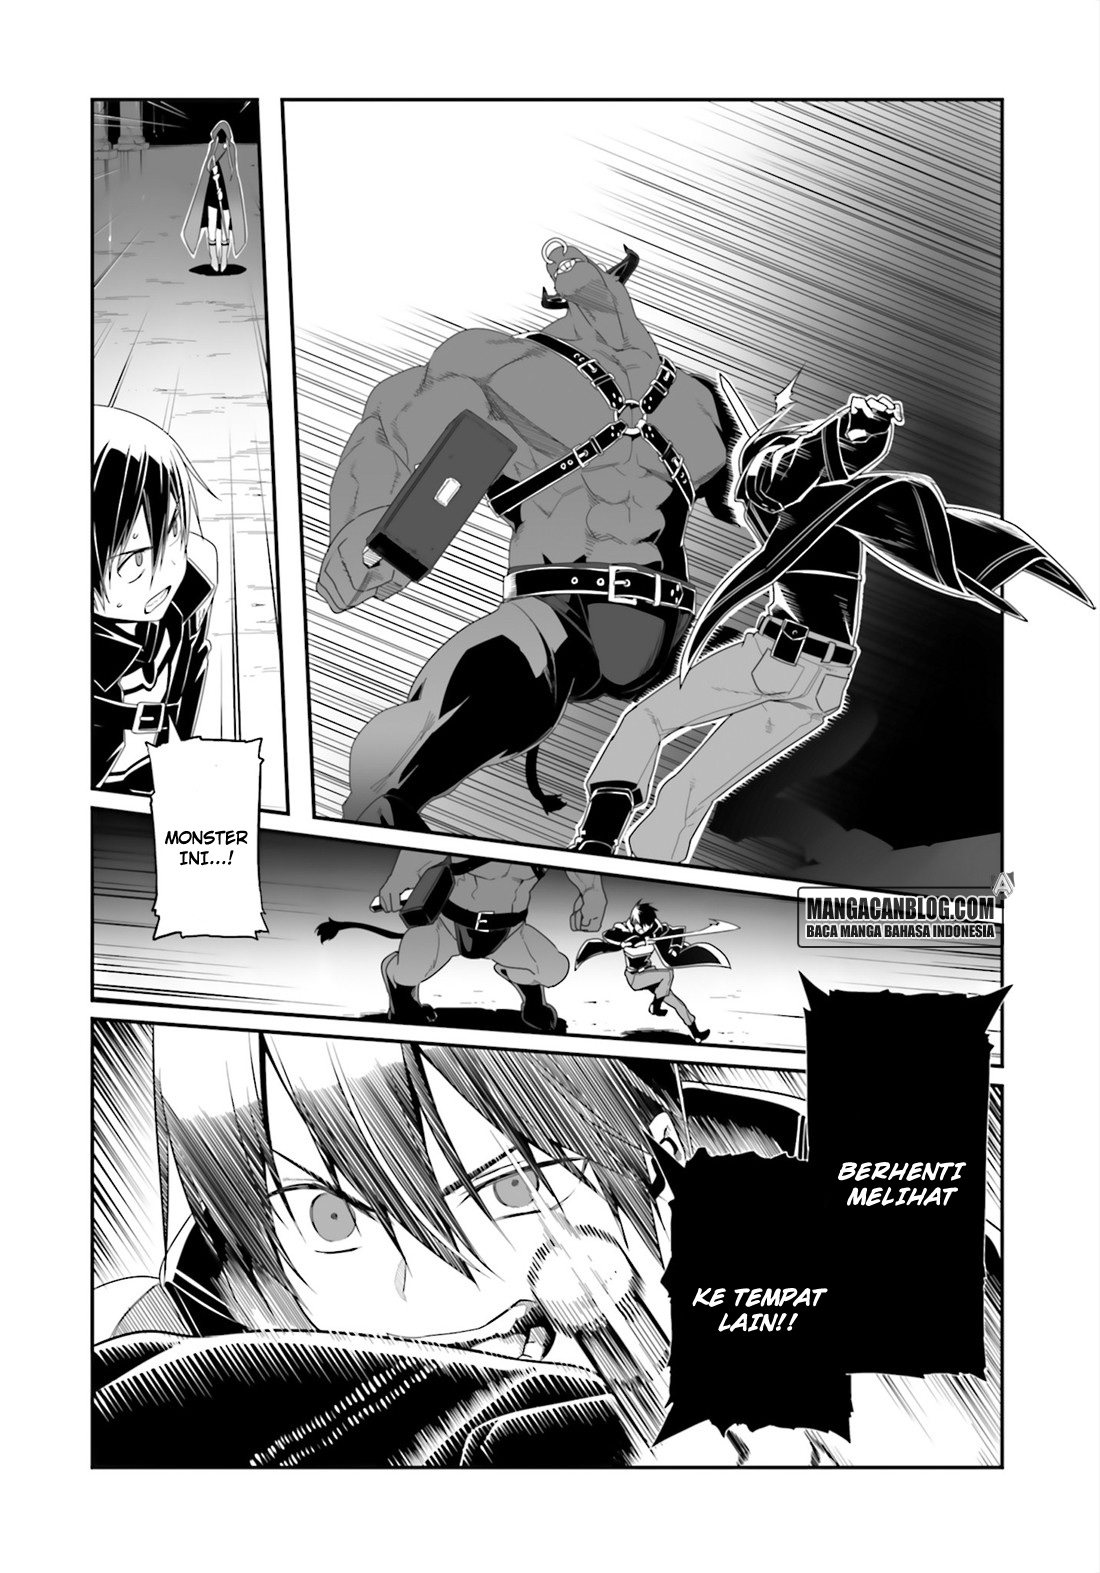 MONSTER
INI...!
MANGACANBLOG.COM
BACA MANGA BAHASA INDONESIA
BERHENTI
MELIHAT
KE TEMPAT
LAIN!!